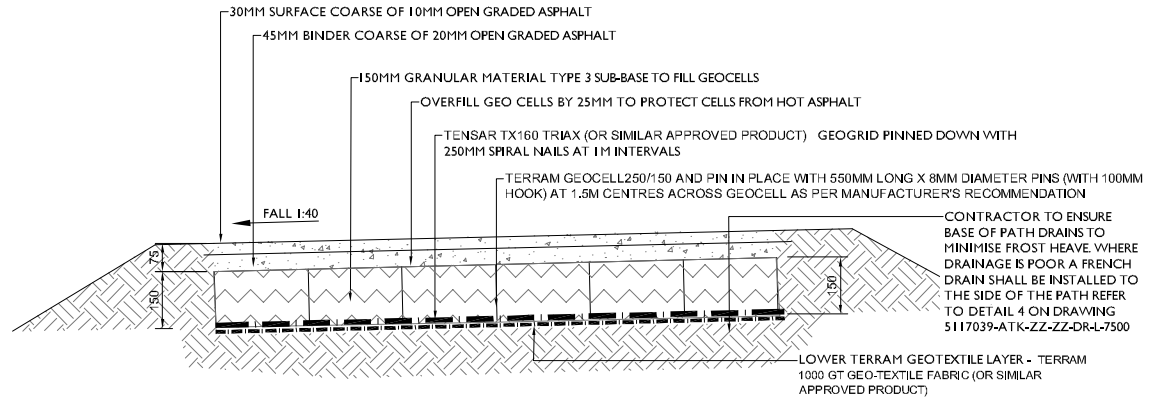 30MM SURFACE COARSE OF 10MM OPEN GRADED ASPHALT
45MM BINDER COARSE OF 20MM OPEN GRADED ASPHALT
150MM GRANULAR MATERIAL TYPE 3 SUB-BASE TO FILL GEOCELLS
OVERFILL GEO CELLS BY 25MM TO PROTECT CELLS FROM HOT ASPHALT
TENSAR TX160 TRIAX (OR SIMILAR APPROVED PRODUCT) GEOGRID PINNED DOWN WITH
250MM SPIRAL NAILS AT 1M INTERVALS
TERRAM GEOCELL250/150 AND PIN IN PLACE WITH 550MM LONG X 8MM DIAMETER PINS (WITH 100MM
HOOK) AT 1.5M CENTRES ACROSS GEOCELL AS PER MANUFACTURER'S RECOMMENDATION
FALL 1:40
CONTRACTOR TO ENSURE
BASE OF PATH DRAINS TO
MINIMISE FROST HEAVE. WHERE
DRAINAGE IS POOR A FRENCH
DRAIN SHALL BE INSTALLED TO
THE SIDE OF THE PATH REFER
TO DETAIL 4 ON DRAWING
5117039-ATK-ZZ-ZZ-DR-L-7500
75
150
150
LOWER TERRAM GEOTEXTILE LAYER - TERRAM
1000 GT GEO-TEXTILE FABRIC (OR SIMILAR
APPROVED PRODUCT)